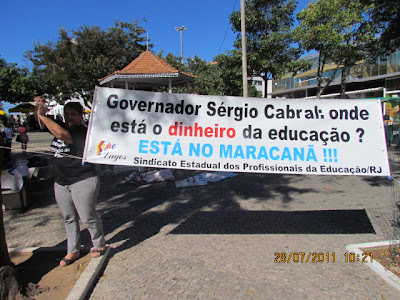 Governador Sérgio Cabral: onde
está o dinheiro da educação ?
ESTÁ NO MARACANÃ !!!
Sindicato Estadual dos Profissionais da Educação/RJ
Lagos
28/07/2011 10:21